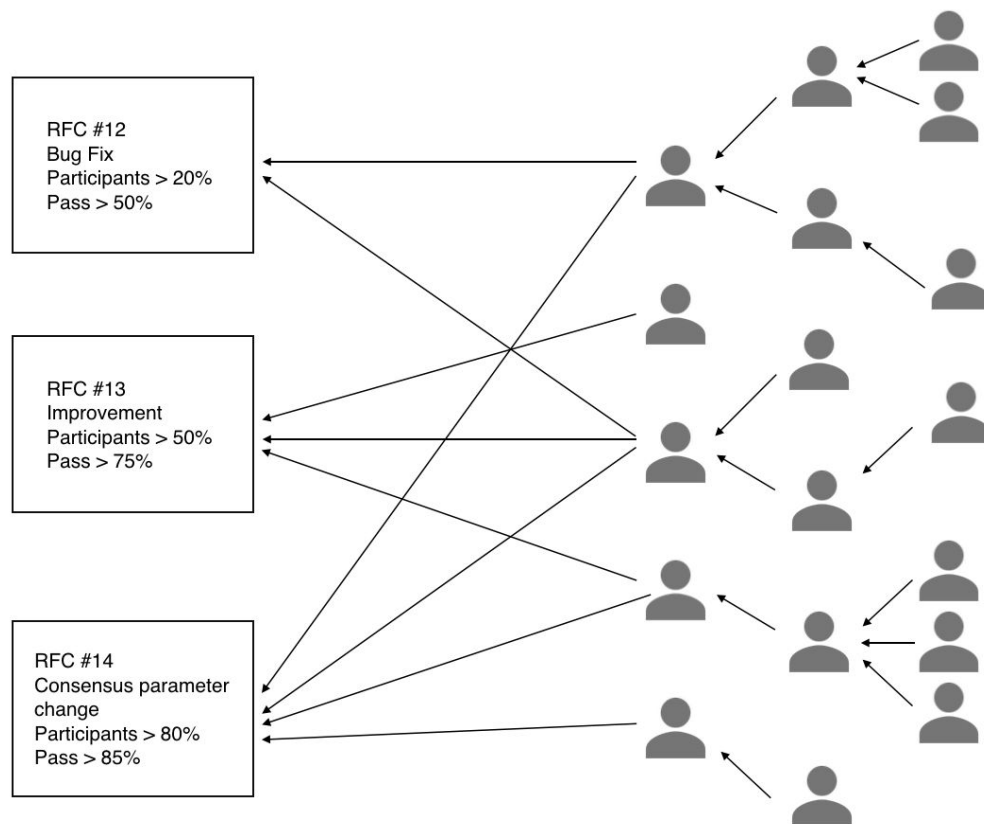 RFC #12
Bug Fix
Participants > 20%
Pass > 50%
RFC #13
Improvement
Participants > 50%
Pass > 75%
RFC #14
Consensus parameter
change
Participants > 80%
Pass > 85%